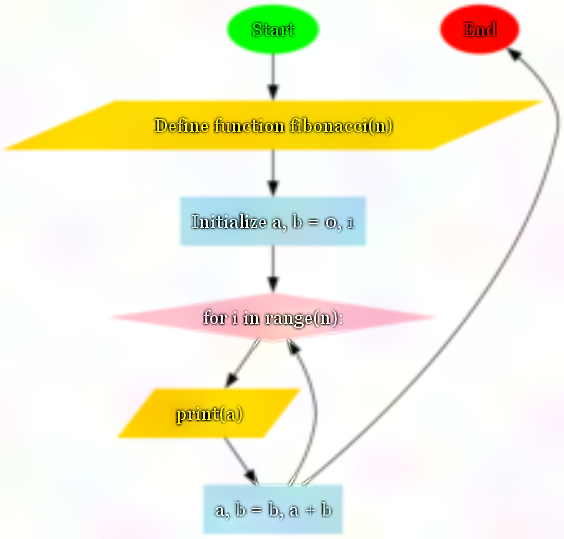 Start
End
Define function fibonacci(n)
Initialize a, b = 0, 1
for i in range(n):
print(a)
a, b = b, a + b